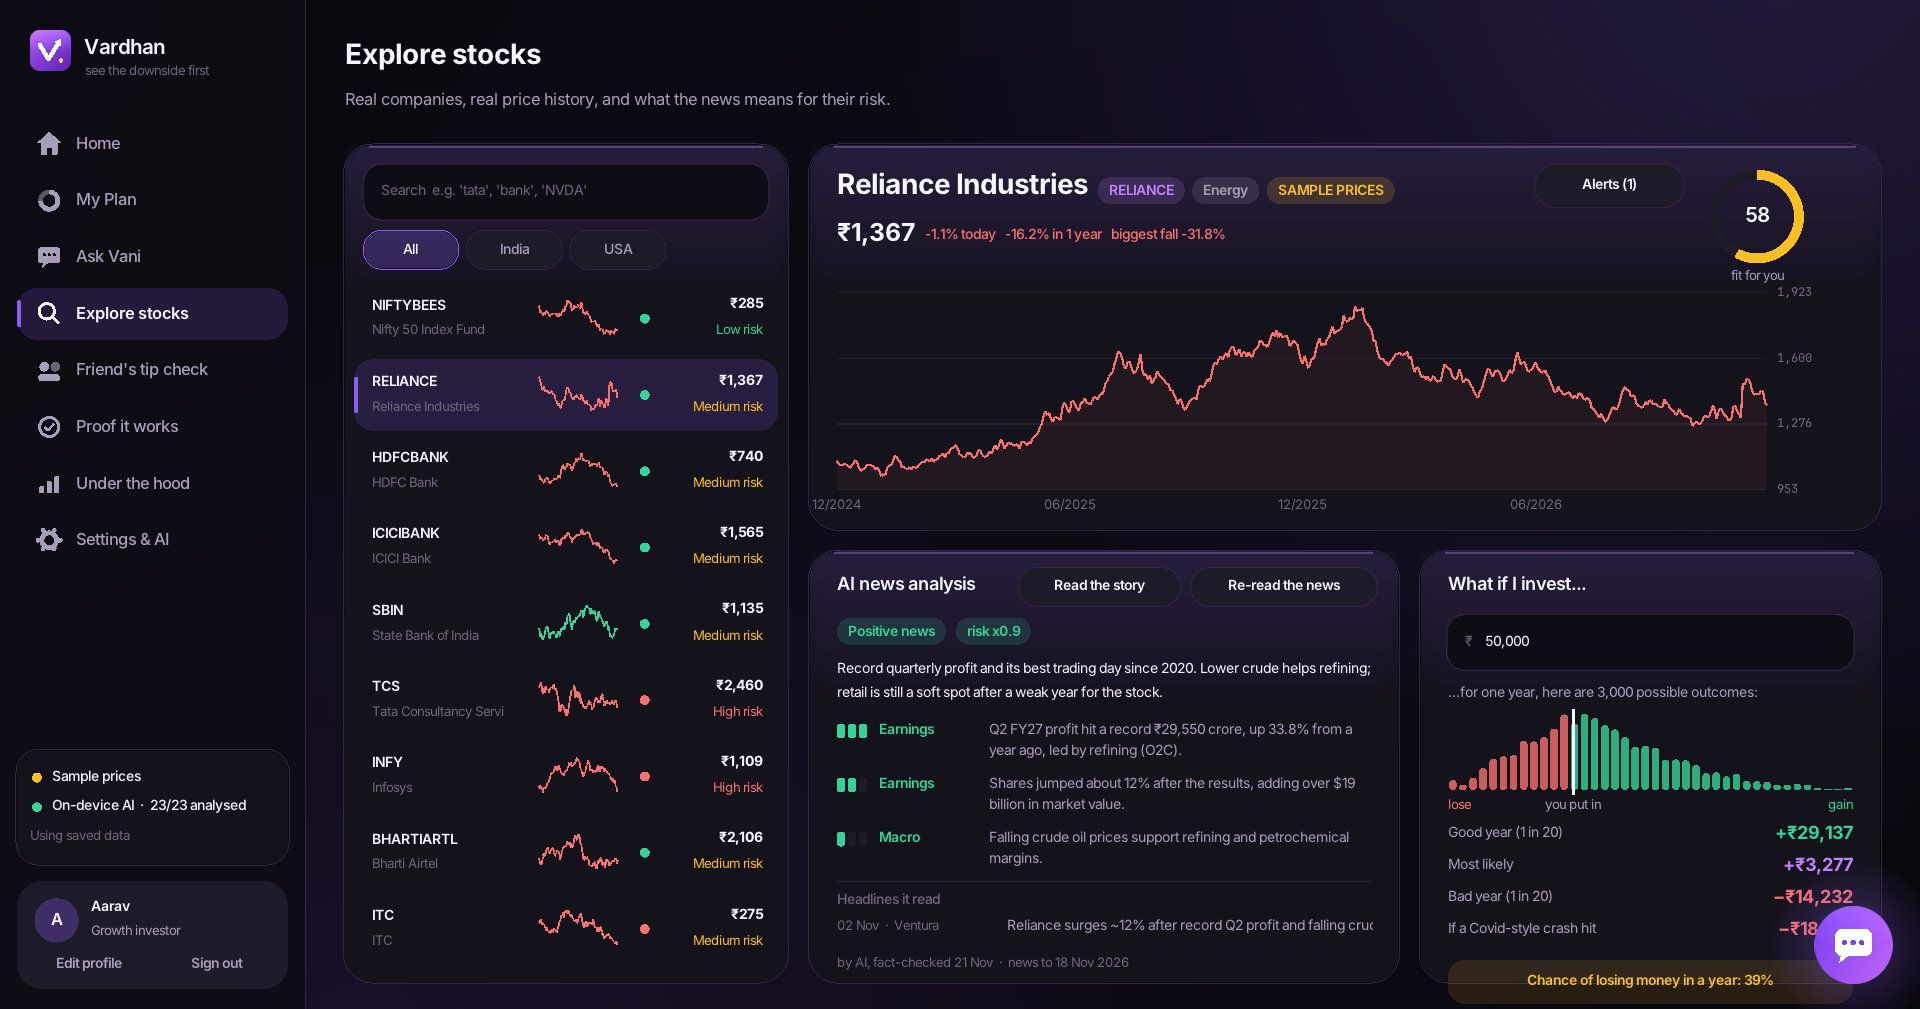 Vardhan
see the downside first
Home
My Plan
Ask Vani
Explore stocks
Friend's tip check
Proof it works
Under the hood
Settings & AI
Sample prices
On-device AI · 23/23 analysed
Using saved data
A
Aarav
Growth investor
Edit profile
Sign out
Explore stocks
Real companies, real price history, and what the news means for their risk.
Search e.g. 'tata', 'bank', 'NVDA'
All
India
USA
NIFTYBEES ₹285
Nifty 50 Index Fund Low risk
RELIANCE ₹1,367
Reliance Industries Medium risk
HDFCBANK ₹740
HDFC Bank Medium risk
ICICIBANK ₹1,565
ICICI Bank Medium risk
SBIN ₹1,135
State Bank of India Medium risk
TCS ₹2,460
Tata Consultancy Servi High risk
INFY ₹1,109
Infosys High risk
BHARTIARTL ₹2,106
Bharti Airtel Medium risk
ITC ₹275
ITC Medium risk
Reliance Industries RELIANCE Energy SAMPLE PRICES
Alerts (1)
58
fit for you
₹1,367 -1.1% today -16.2% in 1 year biggest fall -31.8%
1,923
1,600
1,276
953
12/2024 06/2025 12/2025 06/2026
AI news analysis
Read the story
Re-read the news
Positive news risk x0.9
Record quarterly profit and its best trading day since 2020. Lower crude helps refining;
retail is still a soft spot after a weak year for the stock.
Earnings Q2 FY27 profit hit a record ₹29,550 crore, up 33.8% from a
year ago, led by refining (O2C).
Earnings Shares jumped about 12% after the results, adding over $19
billion in market value.
Macro Falling crude oil prices support refining and petrochemical
margins.
Headlines it read
02 Nov · Ventura Reliance surges ~12% after record Q2 profit and falling cruc
by AI, fact-checked 21 Nov · news to 18 Nov 2026
What if I invest...
₹ 50,000
...for one year, here are 3,000 possible outcomes:
lose you put in gain
Good year (1 in 20) +₹29,137
Most likely +₹3,277
Bad year (1 in 20) −₹14,232
If a Covid-style crash hit −₹18
Chance of losing money in a year: 39%